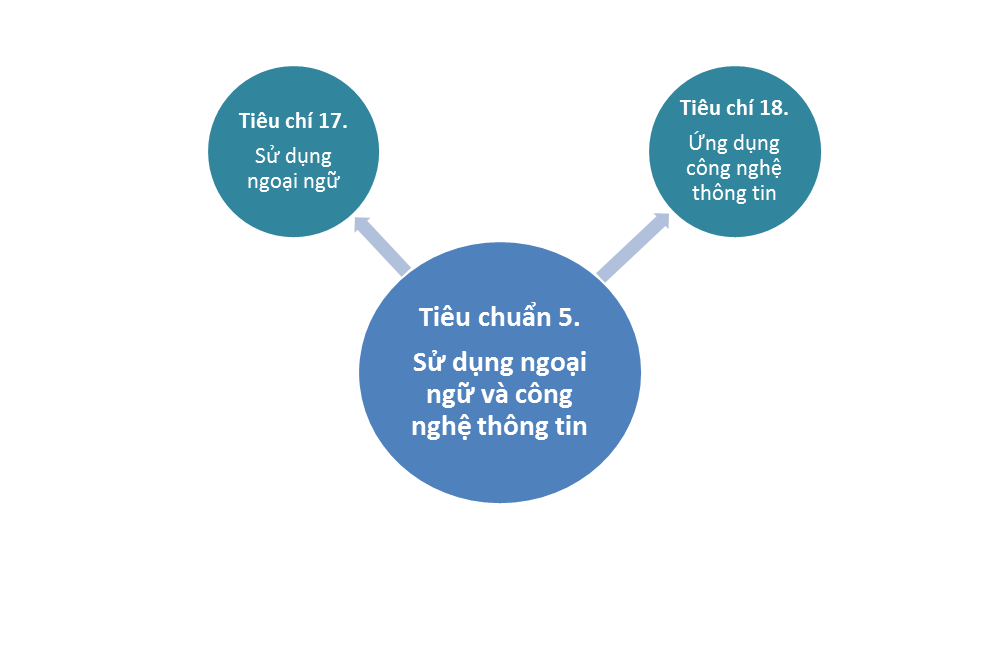 Tiêu chí 17.
Sử dụng
ngoại ngữ
Tiêu chí 18.
Ứng dụng
công nghệ
thông tin
Tiêu chuẩn 5.
Sử dụng ngoại
ngữ và công
nghệ thông tin